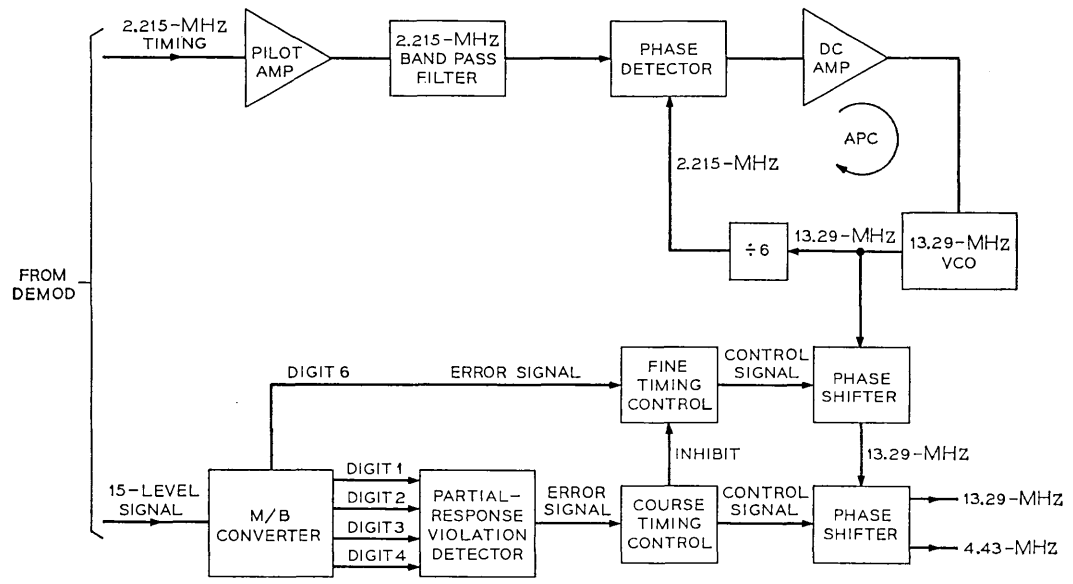 2.215-MHz
TIMING
PILOT
AMP
2.215-MHz
BAND PASS
FILTER
PHASE
DETECTOR
DC
AMP
APC
2.215-MHz
÷6
13.29-MHz
13.29-MHz
VCO
FROM
DEMOD
DIGIT 6
ERROR SIGNAL
FINE
TIMING
CONTROL
CONTROL
SIGNAL
PHASE
SHIFTER
INHIBIT
13.29-MHz
15-LEVEL
SIGNAL
M/B
CONVERTER
DIGIT 1
DIGIT 2
DIGIT 3
DIGIT 4
PARTIAL-
RESPONSE
VIOLATION
DETECTOR
ERROR
SIGNAL
COURSE
TIMING
CONTROL
CONTROL
SIGNAL
PHASE
SHIFTER
13.29-MHz
4.43-MHz